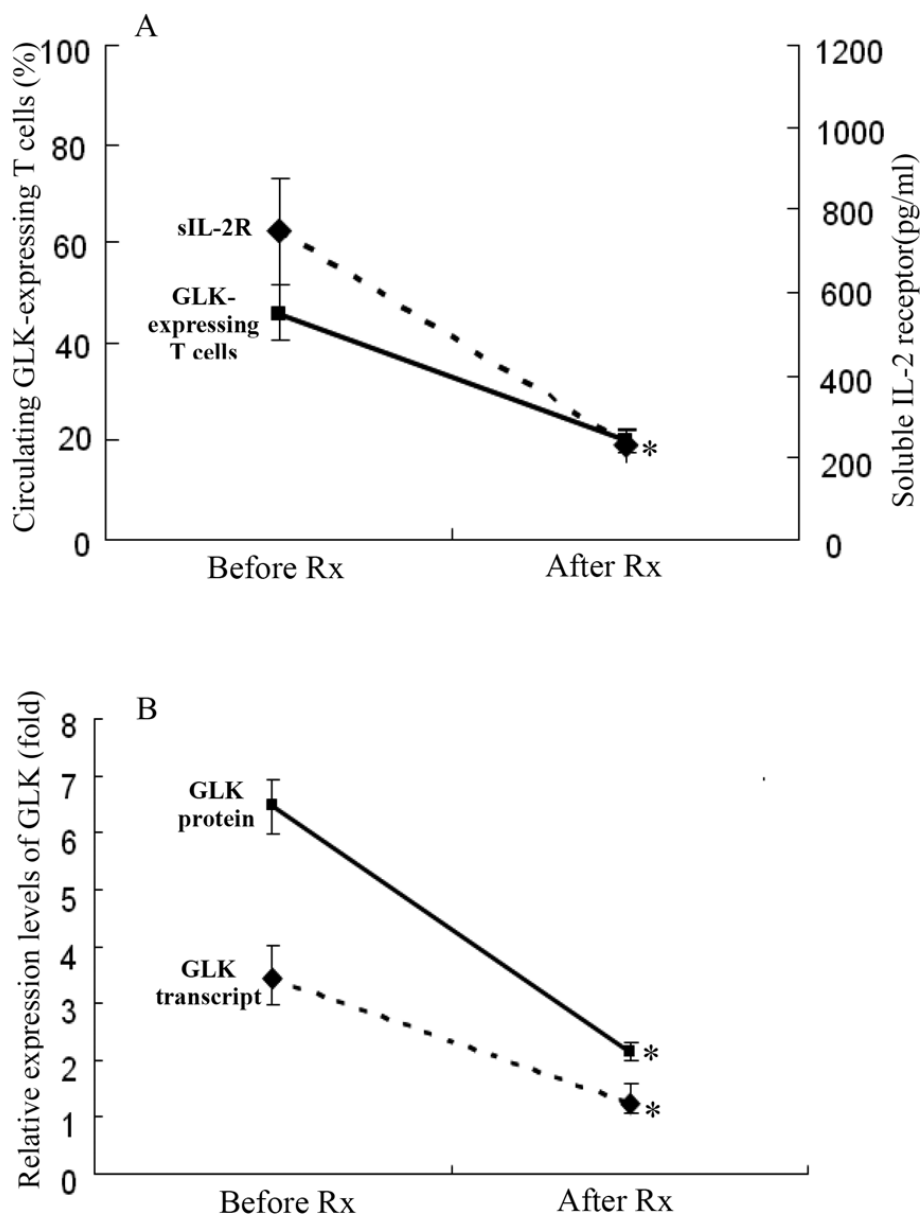 A
Circulating GLK-expressing T cells (%)
100
80
60
40
20
0
sIL-2R
GLK-
expressing
T cells
*
1200
1000
800
600
400
200
0
Soluble IL-2 receptor(pg/ml)
Before Rx
After Rx
B
Relative expression levels of GLK (fold)
8
7
6
5
4
3
2
1
0
GLK
protein
GLK
transcript
*
*
Before Rx
After Rx